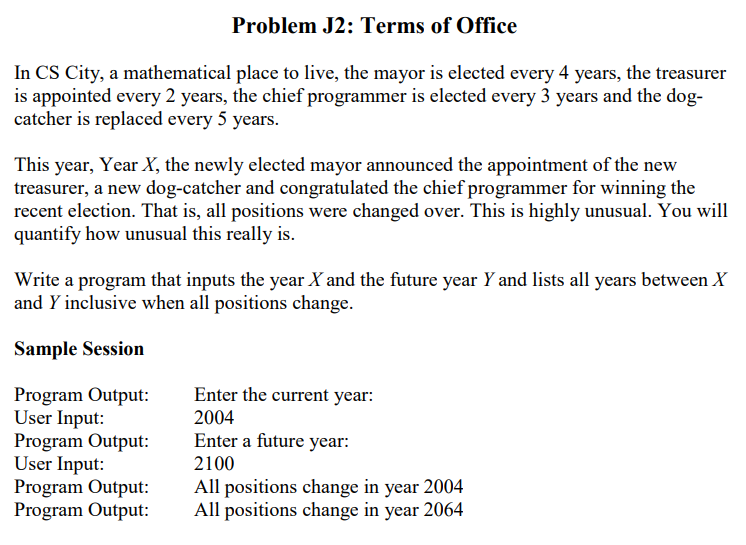 Problem J2: Terms of Office
In CS City, a mathematical place to live, the mayor is elected every 4 years, the treasurer
is appointed every 2 years, the chief programmer is elected every 3 years and the dog-
catcher is replaced every 5 years.
This year, Year X, the newly elected mayor announced the appointment of the new
treasurer, a new dog-catcher and congratulated the chief programmer for winning the
recent election. That is, all positions were changed over. This is highly unusual. You will
quantify how unusual this really is.
Write a program that inputs the year X and the future year Y and lists all years between X
and Y inclusive when all positions change.
Sample Session
Program Output: Enter the current year:
User Input: 2004
Program Output: Enter a future year:
User Input: 2100
Program Output: All positions change in year 2004
Program Output: All positions change in year 2064